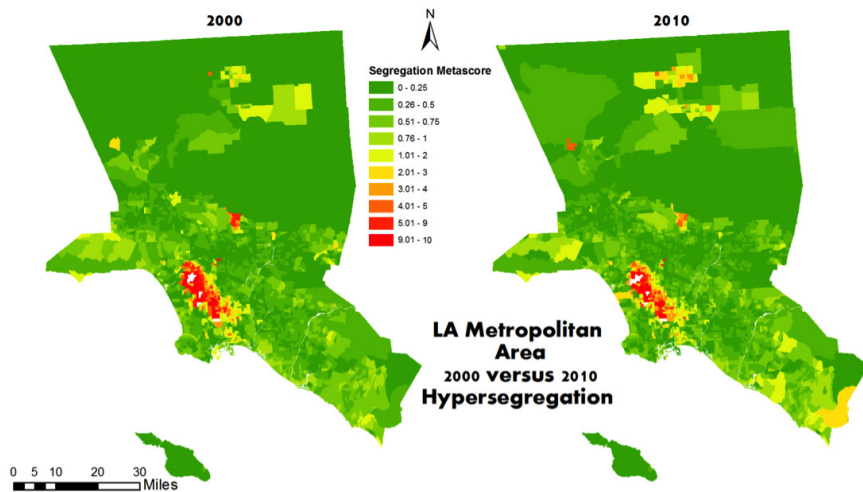 2000
N
2010
Segregation Metascore
0 - 0.25
0.26 - 0.5
0.51 - 0.75
0.76 - 1
1.01 - 2
2.01 - 3
3.01 - 4
4.01 - 5
5.01 - 9
9.01 - 10
LA Metropolitan
Area
2000 versus 2010
Hypersegregation
0 5 10 20 30
Miles